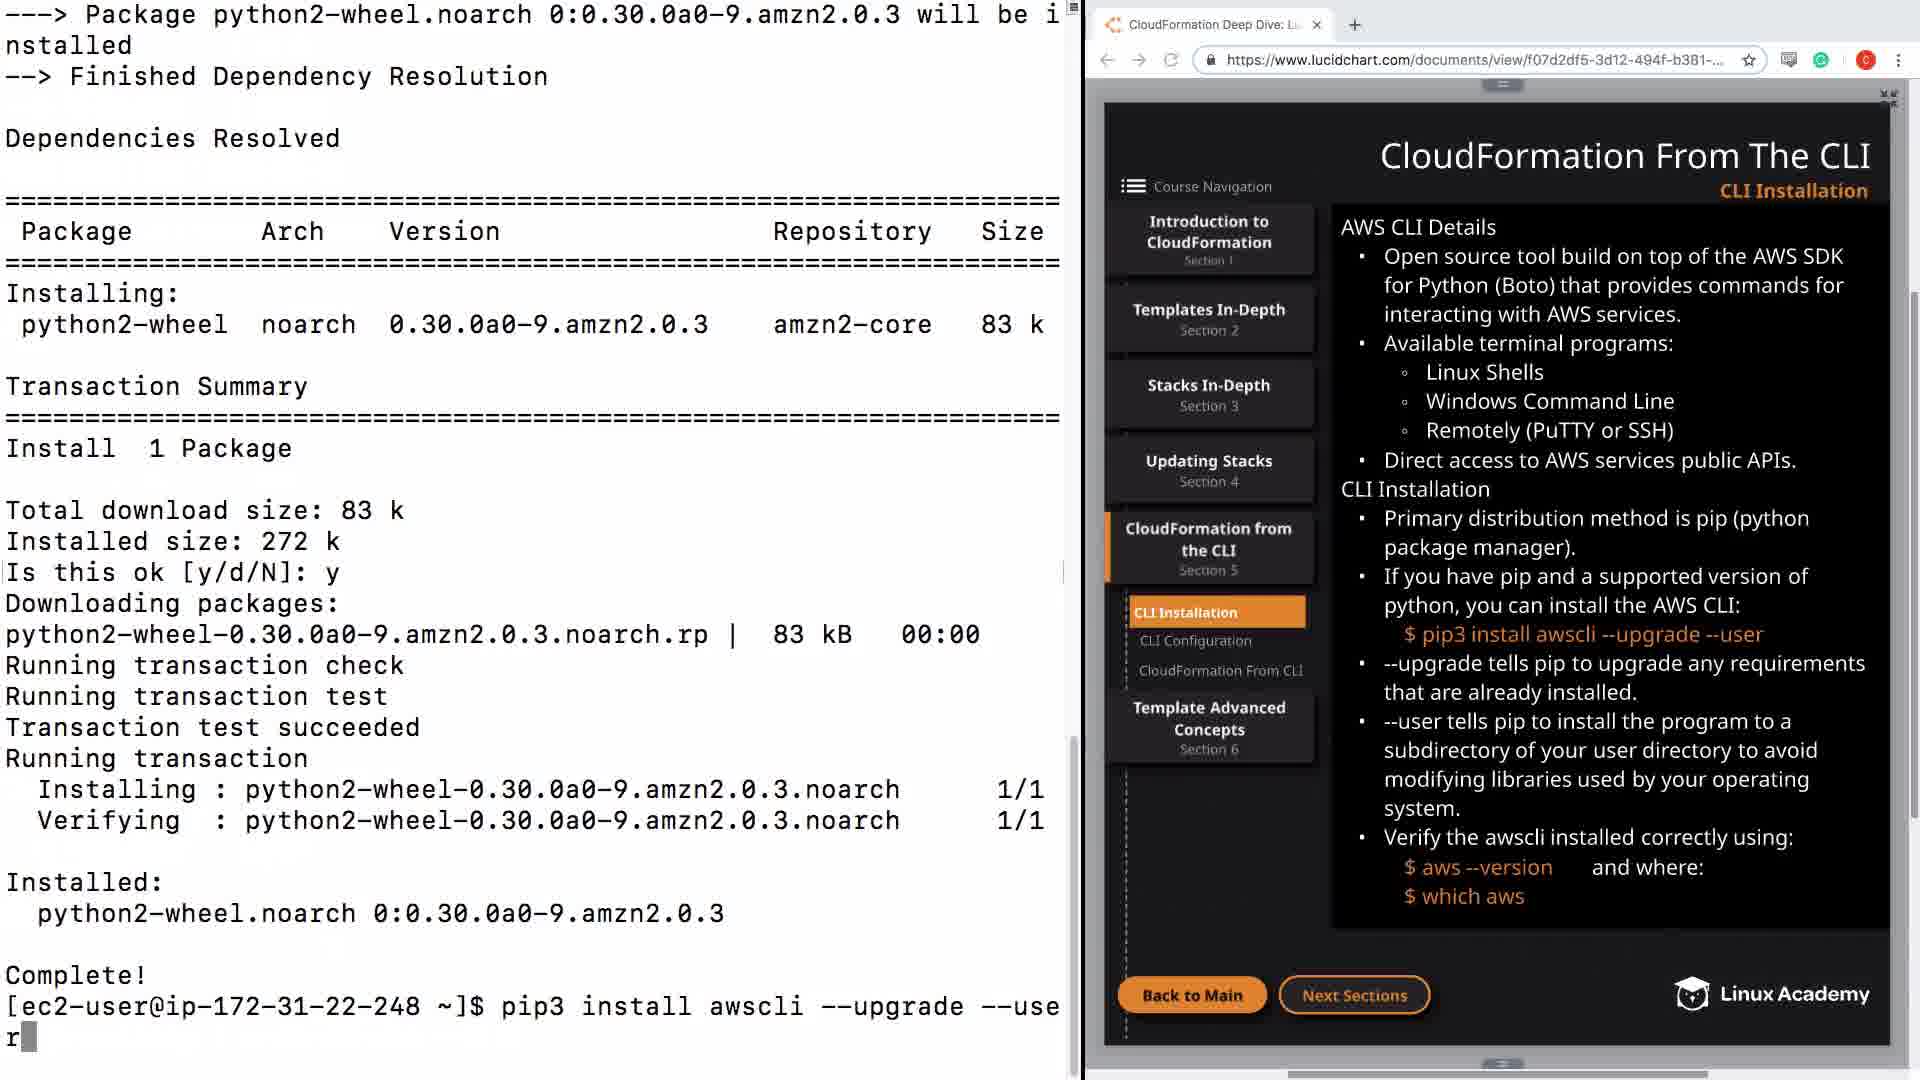 ---> Package python2-wheel.noarch 0:0.30.0a0-9.amzn2.0.3 will be i
nstalled
--> Finished Dependency Resolution
Dependencies Resolved
==================================================================
Package Arch Version Repository Size
==================================================================
Installing:
python2-wheel noarch 0.30.0a0-9.amzn2.0.3 amzn2-core 83 k
Transaction Summary
==================================================================
Install 1 Package
Total download size: 83 k
Installed size: 272 k
Is this ok [y/d/N]: y
Downloading packages:
python2-wheel-0.30.0a0-9.amzn2.0.3.noarch.rp | 83 kB 00:00
Running transaction check
Running transaction test
Transaction test succeeded
Running transaction
Installing : python2-wheel-0.30.0a0-9.amzn2.0.3.noarch 1/1
Verifying : python2-wheel-0.30.0a0-9.amzn2.0.3.noarch 1/1
Installed:
python2-wheel.noarch 0:0.30.0a0-9.amzn2.0.3
Complete!
[ec2-user@ip-172-31-22-248 ~]$ pip3 install awscli --upgrade --use
r
CloudFormation Deep Dive: Lu
https://www.lucidchart.com/documents/view/f07d2df5-3d12-494f-b381-...
C
CloudFormation From The CLI
CLI Installation
Course Navigation
Introduction to
CloudFormation
Section 1
Templates In-Depth
Section 2
Stacks In-Depth
Section 3
Updating Stacks
Section 4
CloudFormation from
the CLI
Section 5
CLI Installation
CLI Configuration
CloudFormation From CLI
Template Advanced
Concepts
Section 6
AWS CLI Details
• Open source tool build on top of the AWS SDK
for Python (Boto) that provides commands for
interacting with AWS services.
• Available terminal programs:
◦ Linux Shells
◦ Windows Command Line
◦ Remotely (PuTTY or SSH)
• Direct access to AWS services public APIs.
CLI Installation
• Primary distribution method is pip (python
package manager).
• If you have pip and a supported version of
python, you can install the AWS CLI:
$ pip3 install awscli --upgrade --user
• --upgrade tells pip to upgrade any requirements
that are already installed.
• --user tells pip to install the program to a
subdirectory of your user directory to avoid
modifying libraries used by your operating
system.
• Verify the awscli installed correctly using:
$ aws --version and where:
$ which aws
Back to Main
Next Sections
Linux Academy